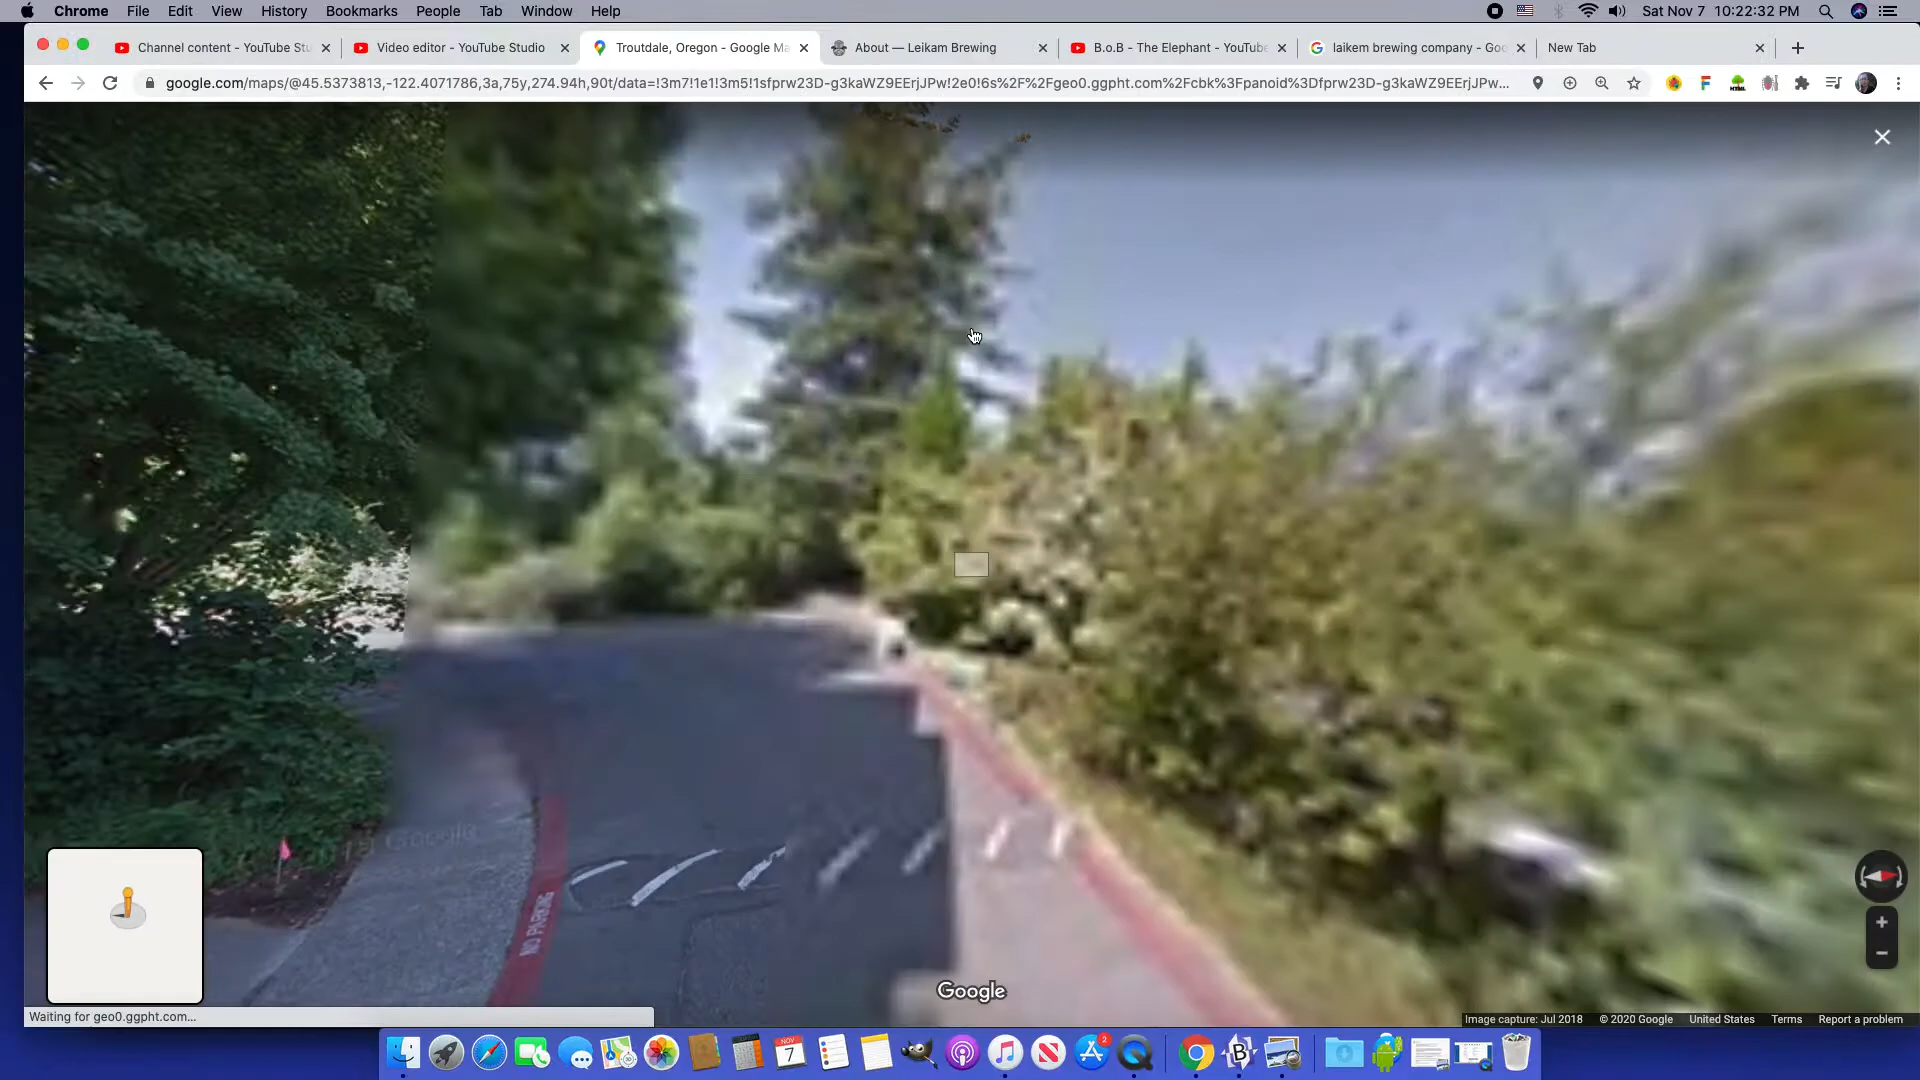 Chrome File Edit View History Bookmarks People Tab Window Help Sat Nov 7 10:22:32 PM
Channel content - YouTube Stu Video editor - YouTube Studio Troutdale, Oregon - Google Ma About — Leikam Brewing B.o.B - The Elephant - YouTube laikem brewing company - Goo New Tab
google.com/maps/@45.5373813,-122.4071786,3a,75y,274.94h,90t/data=!3m7!1e1!3m5!1sfprw23D-g3kaWZ9EErjJPw!2e0!6s%2F%2Fgeo0.ggpht.com%2Fcbk%3Fpanoid%3Dfprw23D-g3kaWZ9EErjJPw...
Google
NO PARKING
Google
Waiting for geo0.ggpht.com...
Image capture: Jul 2018 © 2020 Google United States Terms Report a problem
NOV
7
2